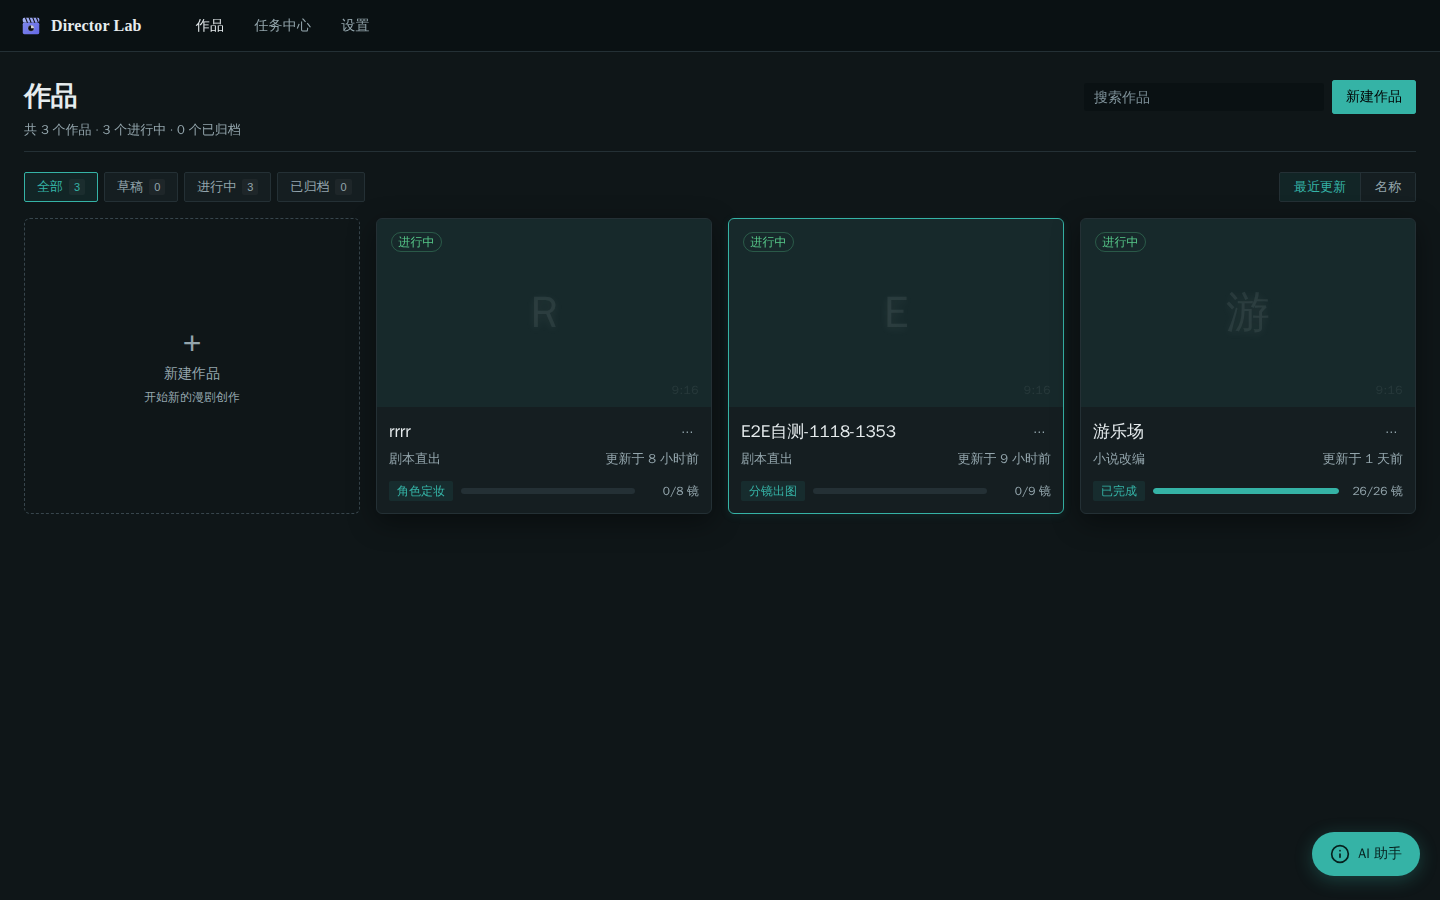 Director Lab
作品
任务中心
设置
作品
共 3 个作品 · 3 个进行中 · 0 个已归档
搜索作品
新建作品
全部 3
草稿 0
进行中 3
已归档 0
最近更新
名称
+
新建作品
开始新的漫剧创作
进行中
R
9:16
rrrr
...
剧本直出
更新于 8 小时前
角色定妆
0/8 镜
进行中
E
9:16
E2E自测-1118-1353
...
剧本直出
更新于 9 小时前
分镜出图
0/9 镜
进行中
游
9:16
游乐场
...
小说改编
更新于 1 天前
已完成
26/26 镜
AI 助手